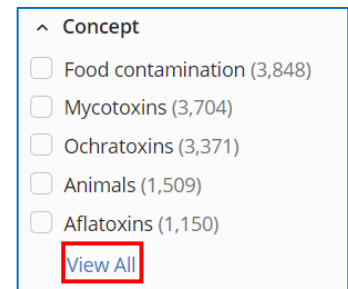 Concept
Food contamination (3,848)
Mycotoxins (3,704)
Ochratoxins (3,371)
Animals (1,509)
Aflatoxins (1,150)
View All